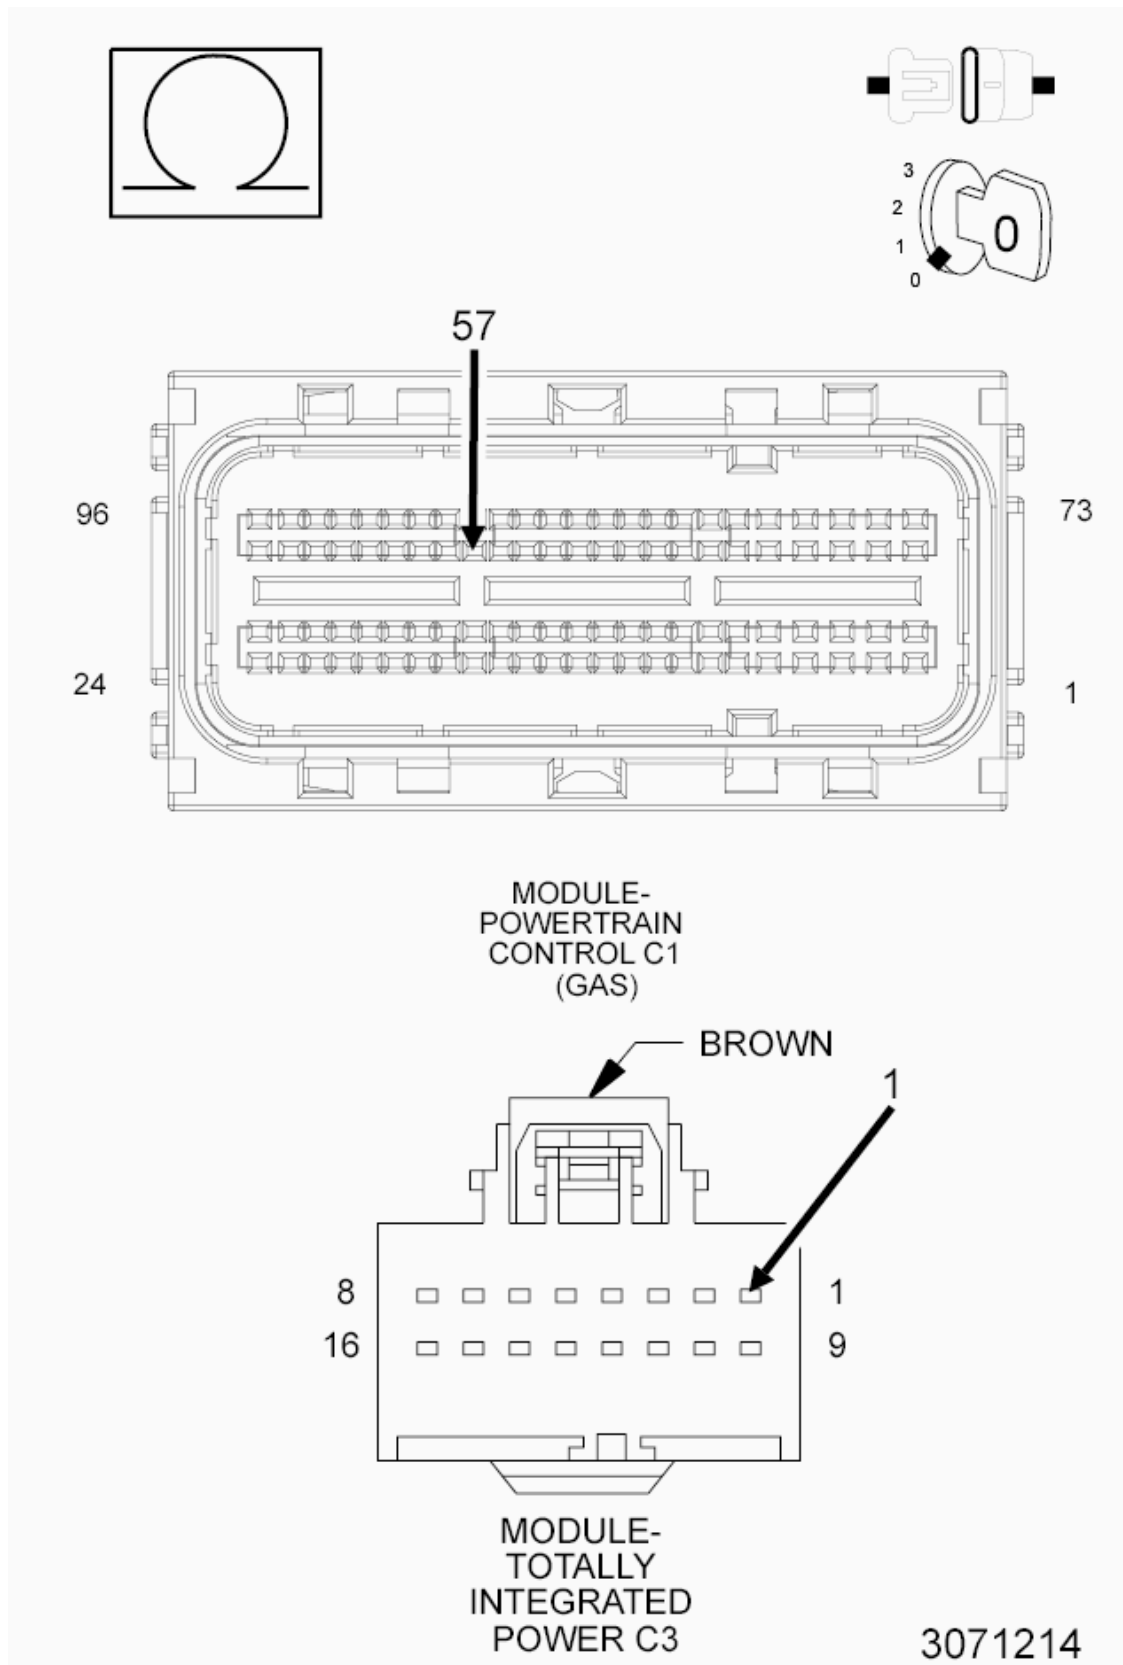 3
2
1
0
0
57
96
73
24
1
MODULE-
POWERTRAIN
CONTROL C1
(GAS)
BROWN
1
8
1
16
9
MODULE-
TOTALLY
INTEGRATED
POWER C3
3071214